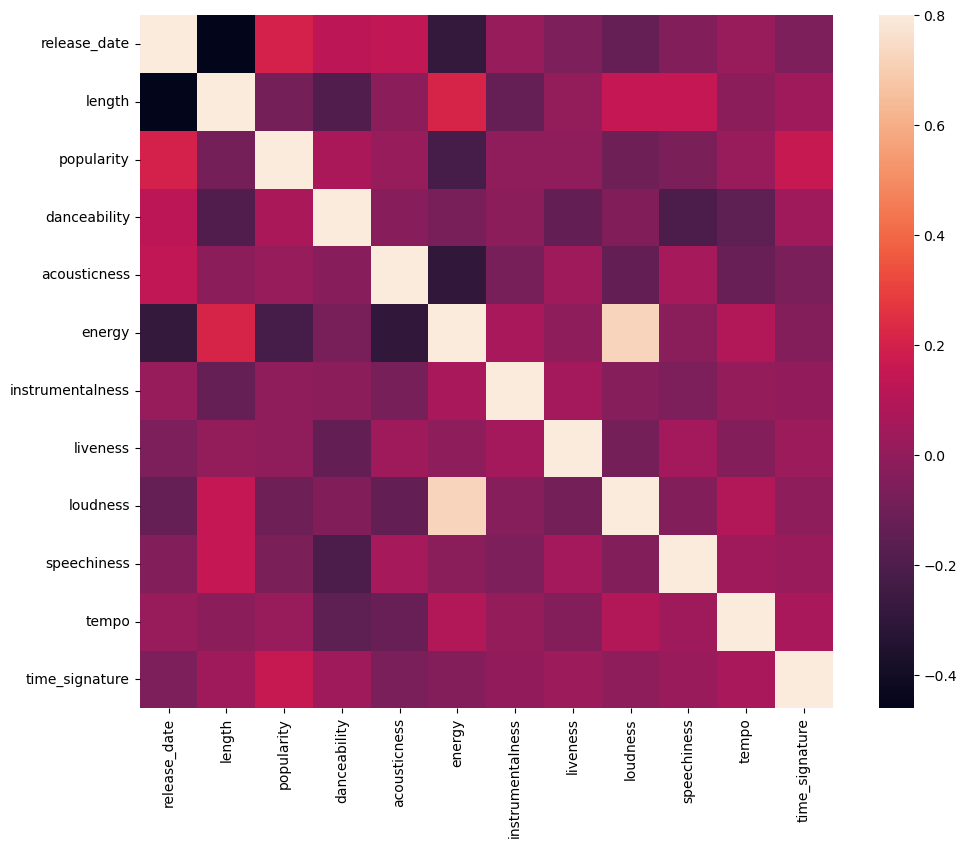 release_date
length
popularity
danceability
acousticness
energy
instrumentalness
liveness
loudness
speechiness
tempo
time_signature
release_date
length
popularity
danceability
acousticness
energy
instrumentalness
liveness
loudness
speechiness
tempo
time_signature
0.8
0.6
0.4
0.2
0.0
−0.2
−0.4